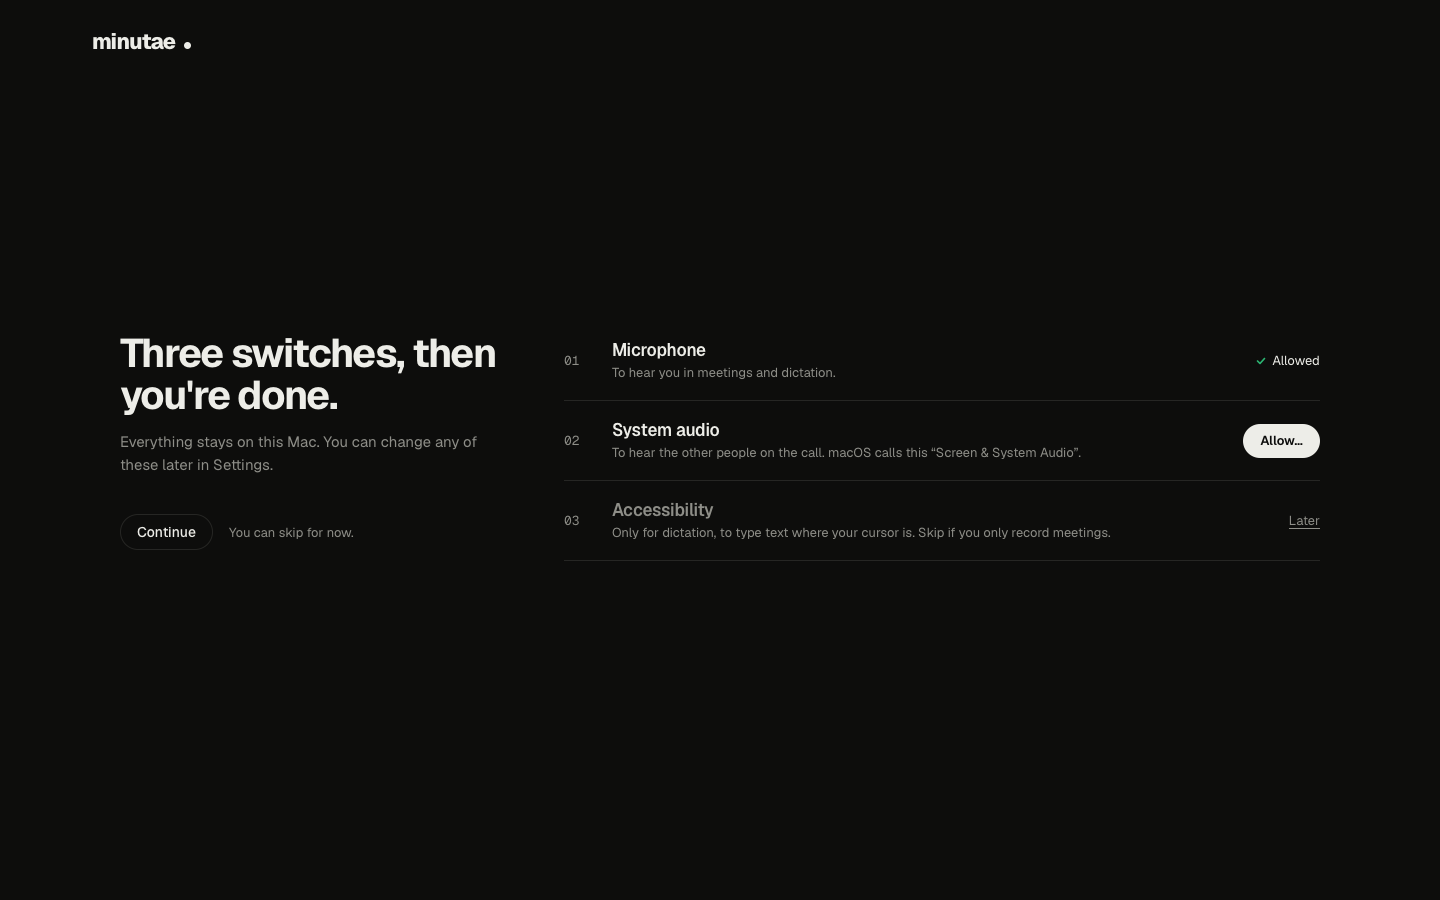 minutae
Three switches, then
you're done.
Everything stays on this Mac. You can change any of
these later in Settings.
Continue
You can skip for now.
01
Microphone
To hear you in meetings and dictation.
Allowed
02
System audio
To hear the other people on the call. macOS calls this “Screen & System Audio”.
Allow...
03
Accessibility
Only for dictation, to type text where your cursor is. Skip if you only record meetings.
Later